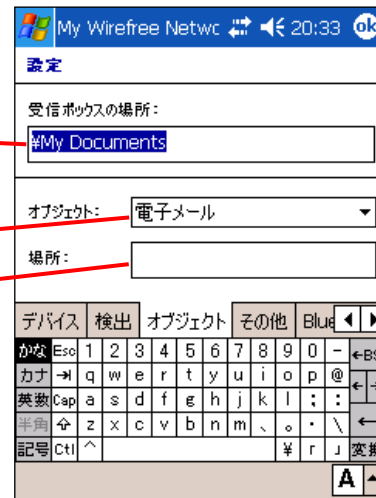 My Wirefree Netwc 20:33 ok
設定
受信ボックスの場所:
¥My Documents
オブジェクト: 電子メール
場所:
デバイス 検出 オブジェクト その他 Blue
かな Esc 1 2 3 4 5 6 7 8 9 0 - ←BS
カナ →| q w e r t y u i o p @
英数 Cap a s d f g h j k l ; :
半角 z x c v b n m 、 。 ・ \ ←
記号 Ctl ^ ¥ 「 」 変換
A